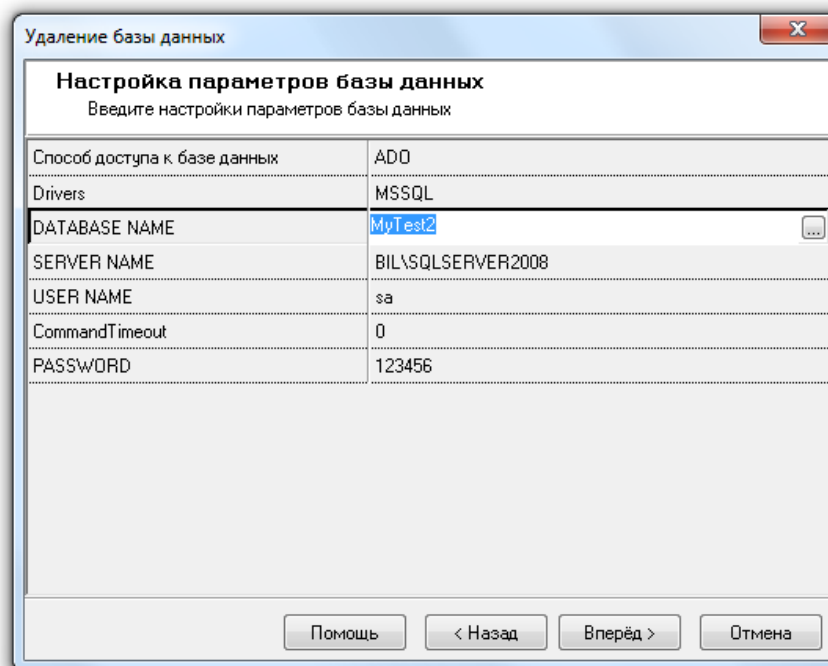 Удаление базы данных
Настройка параметров базы данных
Введите настройки параметров базы данных
Способ доступа к базе данных ADO
Drivers MSSQL
DATABASE NAME MyTest2 ...
SERVER NAME BIL\SQLSERVER2008
USER NAME sa
CommandTimeout 0
PASSWORD 123456
Помощь < Назад Вперёд > Отмена